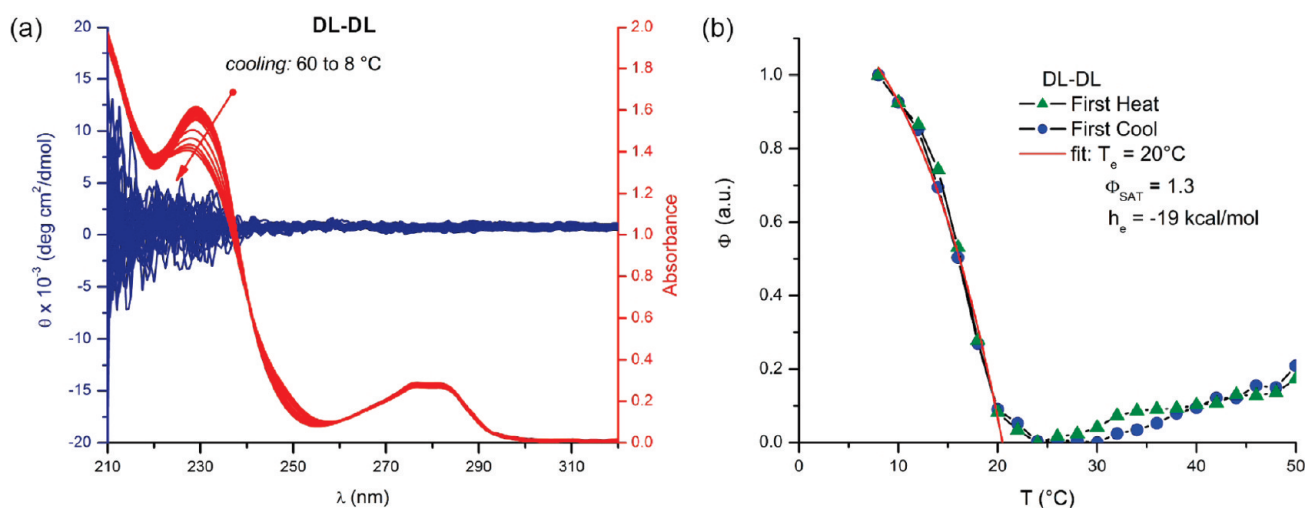 (a)
DL-DL
cooling: 60 to 8 °C
20
15
10
5
0
-5
-10
-15
-20
θ x 10⁻³ (deg cm²/dmol)
2.0
1.8
1.6
1.4
1.2
1.0
0.8
0.6
0.4
0.2
0.0
Absorbance
210 230 250 270 290 310
λ (nm)
(b)
DL-DL
First Heat
First Cool
fit: Tₑ = 20°C
Φ_SAT = 1.3
hₑ = -19 kcal/mol
1.0
0.8
0.6
0.4
0.2
0.0
Φ (a.u.)
0 10 20 30 40 50
T (°C)